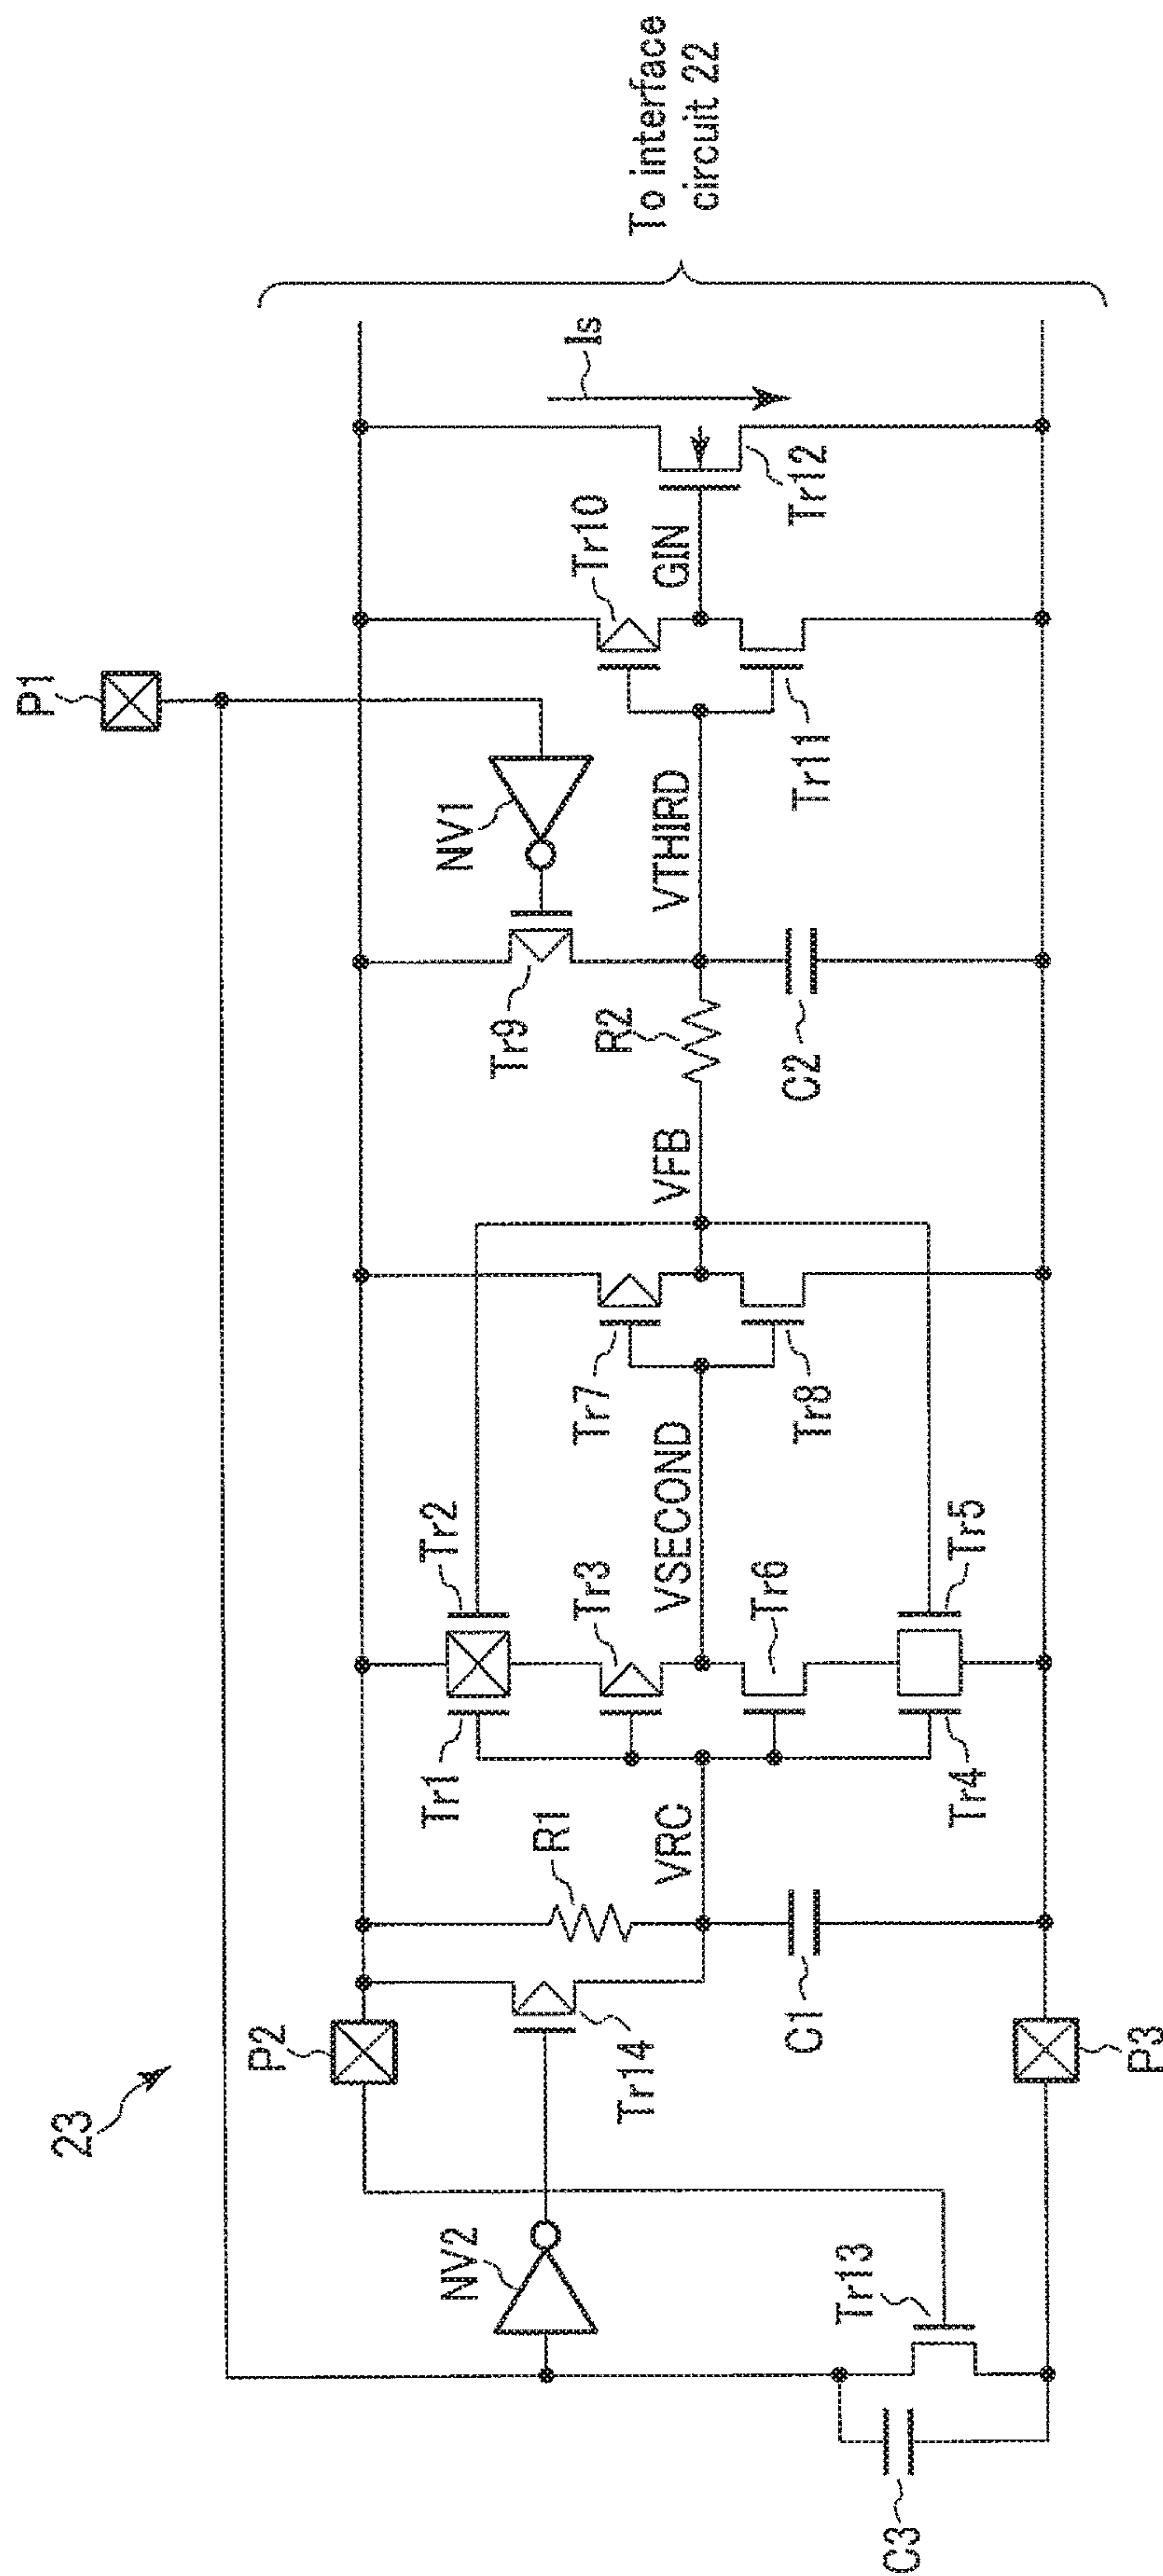 23
P1
P2
NV2
Tr14
R1
VRC
C1
P3
Tr13
C3
Tr1
Tr2
Tr3
VSECOND
Tr6
Tr4
Tr5
Tr7
Tr8
VFB
R2
Tr9
NV1
VTHIRD
C2
Tr10
Tr11
GIN
Tr12
Is
To interface
circuit 22